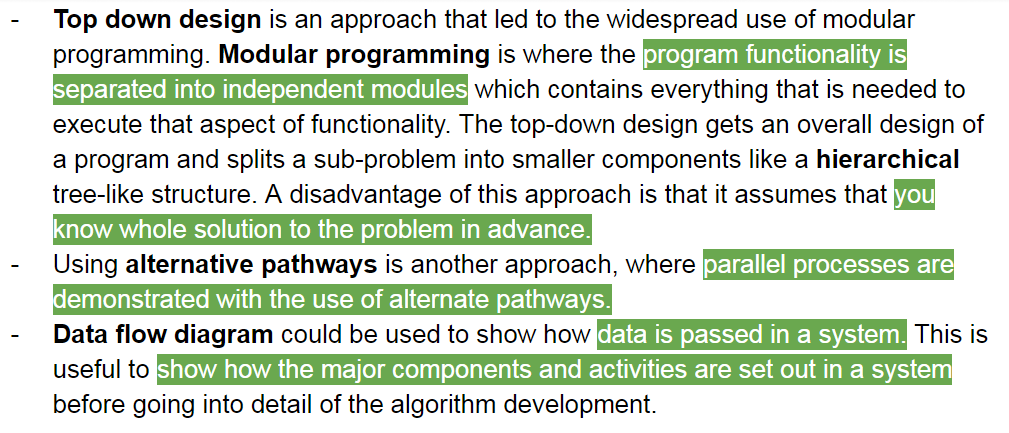 - Top down design is an approach that led to the widespread use of modular
programming. Modular programming is where the program functionality is
separated into independent modules which contains everything that is needed to
execute that aspect of functionality. The top-down design gets an overall design of
a program and splits a sub-problem into smaller components like a hierarchical
tree-like structure. A disadvantage of this approach is that it assumes that you
know whole solution to the problem in advance.
- Using alternative pathways is another approach, where parallel processes are
demonstrated with the use of alternate pathways.
- Data flow diagram could be used to show how data is passed in a system. This is
useful to show how the major components and activities are set out in a system
before going into detail of the algorithm development.